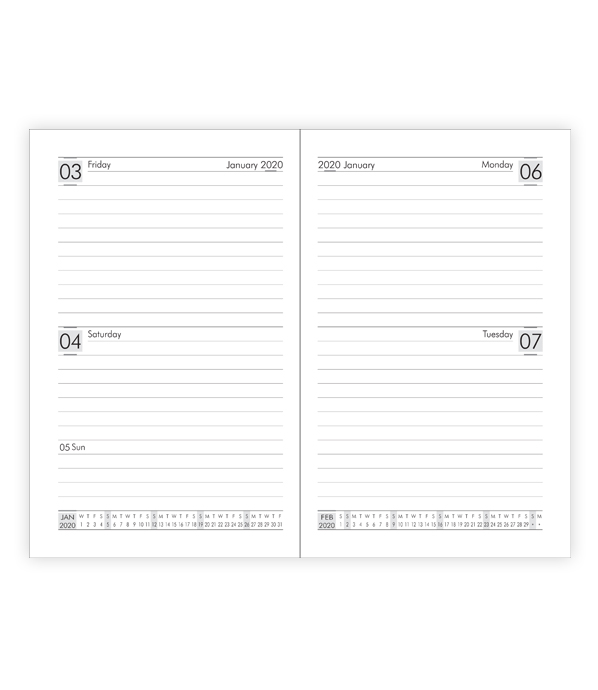 03 Friday January 2020
04 Saturday
05 Sun
JAN W T F S S M T W T F S S M T W T F S S M T W T F S S M T W T F
2020 1 2 3 4 5 6 7 8 9 10 11 12 13 14 15 16 17 18 19 20 21 22 23 24 25 26 27 28 29 30 31
2020 January Monday 06
Tuesday 07
FEB S S M T W T F S S M T W T F S S M T W T F S S M T W T F S S M
2020 1 2 3 4 5 6 7 8 9 10 11 12 13 14 15 16 17 18 19 20 21 22 23 24 25 26 27 28 29 * *